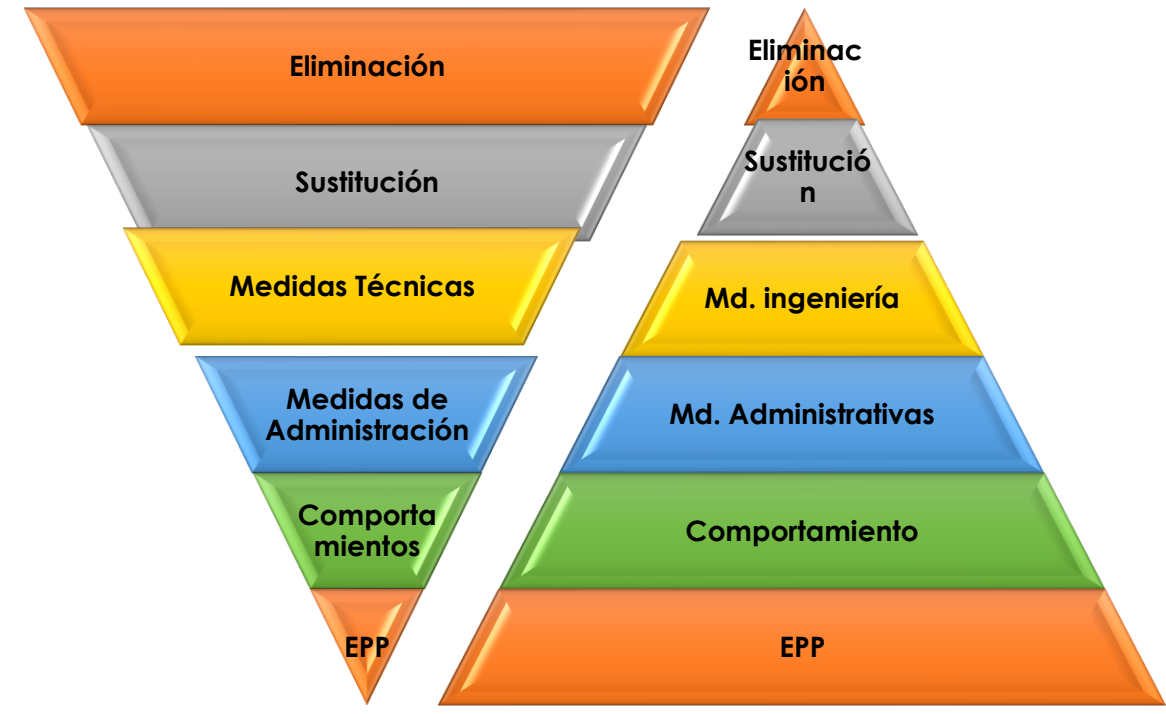 Eliminación
Sustitución
Medidas Técnicas
Medidas de
Administración
Comporta
mientos
EPP
Eliminac
ión
Sustitució
n
Md. ingeniería
Md. Administrativas
Comportamiento
EPP